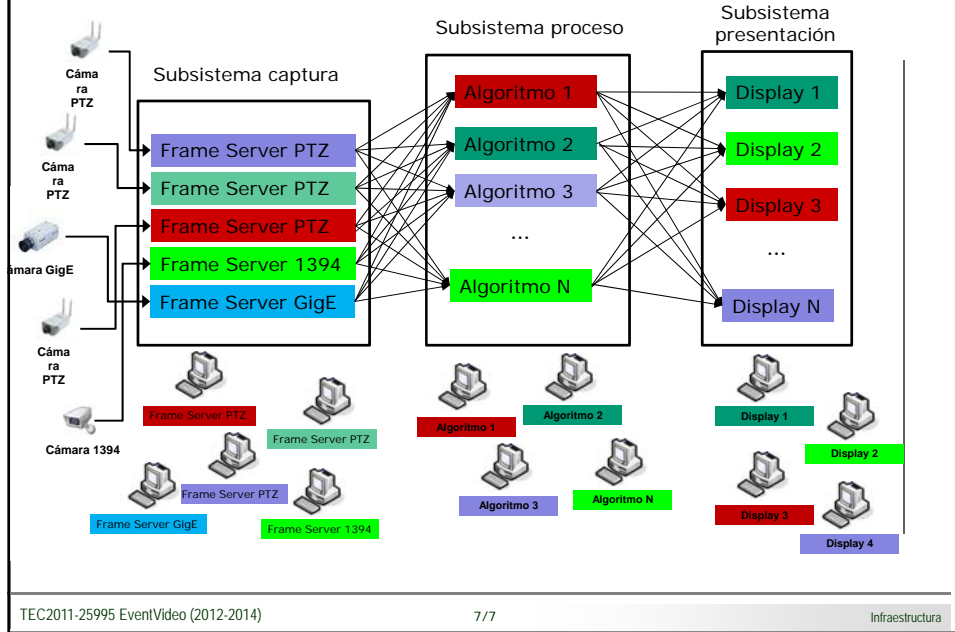 Subsistema captura
Subsistema proceso
Subsistema
presentación
Cáma
ra
PTZ
Cáma
ra
PTZ
ámara GigE
Cáma
ra
PTZ
Cámara 1394
Frame Server PTZ
Frame Server PTZ
Frame Server PTZ
Frame Server 1394
Frame Server GigE
Algoritmo 1
Algoritmo 2
Algoritmo 3
...
Algoritmo N
Display 1
Display 2
Display 3
...
Display N
Frame Server PTZ
Frame Server PTZ
Frame Server PTZ
Frame Server GigE
Frame Server 1394
Algoritmo 1
Algoritmo 2
Algoritmo 3
Algoritmo N
Display 1
Display 2
Display 3
Display 4
TEC2011-25995 EventVideo (2012-2014)
7/7
Infraestructura